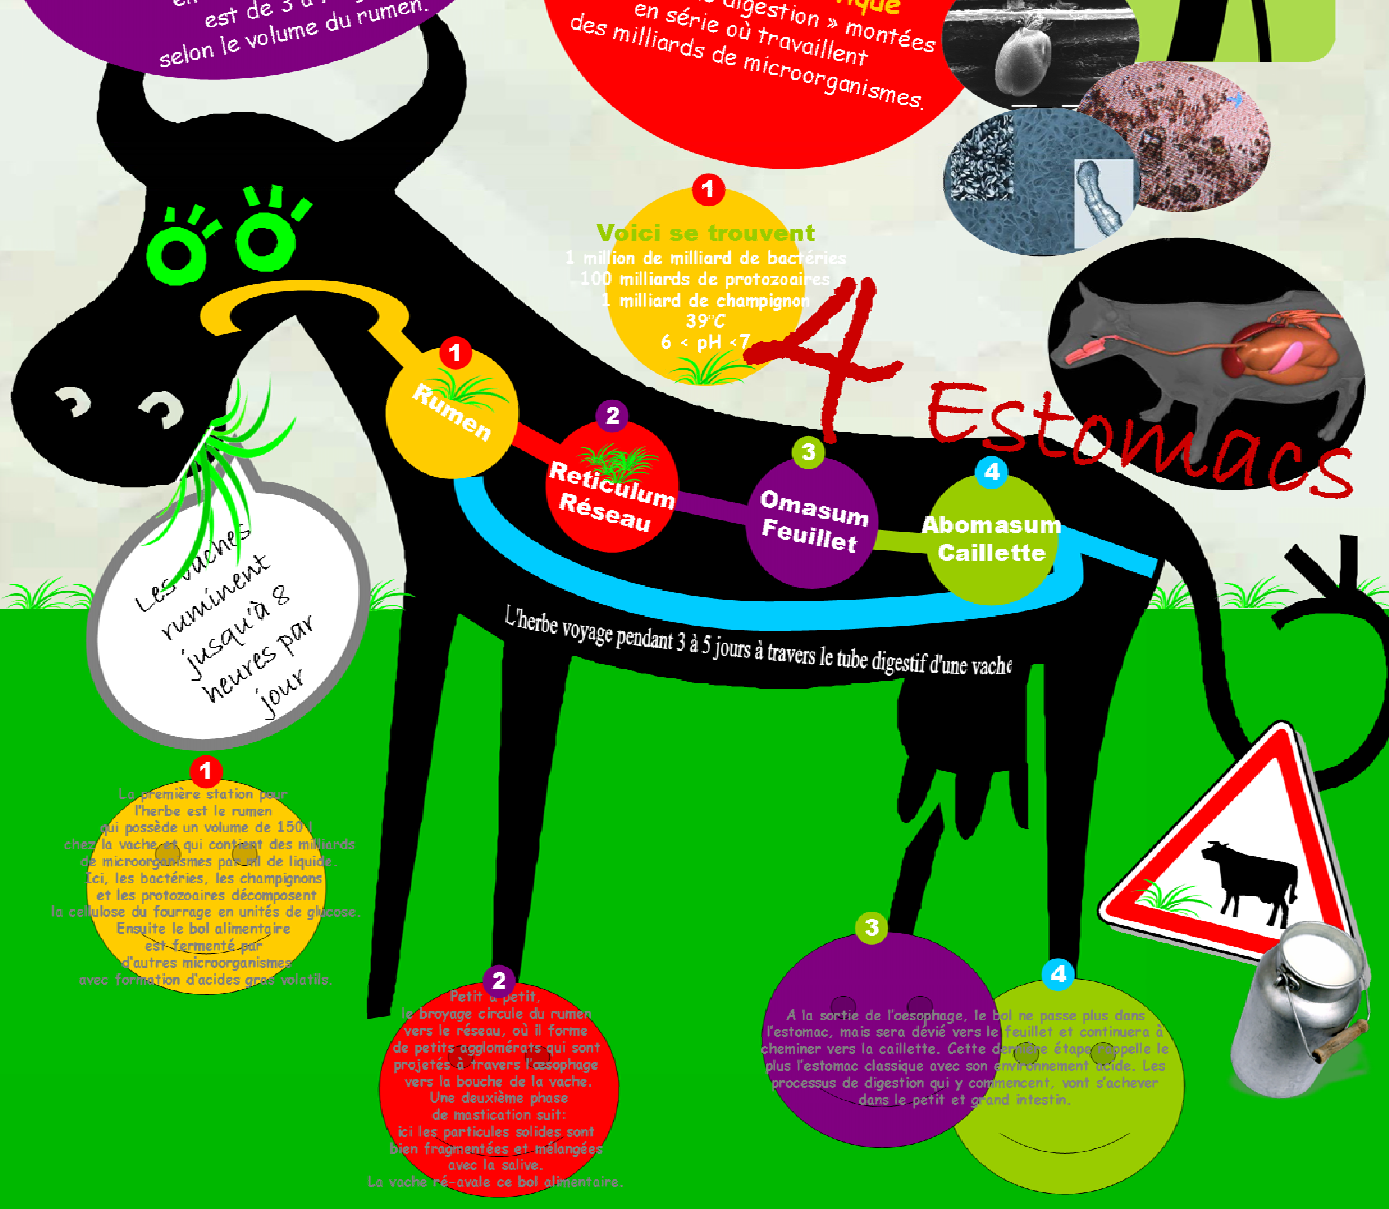 est de 3 à
selon le volume du rumen.
digestion » montées
en série où travaillent
des milliards de microorganismes.
1
Voici se trouvent
1 million de milliard de bactéries
100 milliards de protozoaires
1 milliard de champignon
39°C
6 < pH <7
4 Estomacs
1
Rumen
2
Reticulum
Réseau
3
Omasum
Feuillet
4
Abomasum
Caillette
Les vaches
ruminent
jusqu'à 8
heures par
jour
L'herbe voyage pendant 3 à 5 jours à travers le tube digestif d'une vache
1
La première station pour
l'herbe est le rumen
qui possède un volume de 150 l
chez la vache et qui contient des milliards
de microorganismes par ml de liquide.
Ici, les bactéries, les champignons
et les protozoaires décomposent
la cellulose du fourrage en unités de glucose.
Ensuite le bol alimentaire
est fermenté par
d'autres microorganismes
avec formation d'acides gras volatils.
2
Petit à petit,
le broyage circule du rumen
vers le réseau, où il forme
de petits agglomérats qui sont
projetés à travers l'œsophage
vers la bouche de la vache.
Une deuxième phase
de mastication suit:
ici les particules solides sont
bien fragmentées et mélangées
avec la salive.
La vache ré-avale ce bol alimentaire.
3
4
A la sortie de l'oesophage, le bol ne passe plus dans
l'estomac, mais sera dévié vers le feuillet et continuera à
cheminer vers la caillette. Cette dernière étape rappelle le
plus l'estomac classique avec son environnement acide. Les
processus de digestion qui y commencent, vont s'achever
dans le petit et grand intestin.